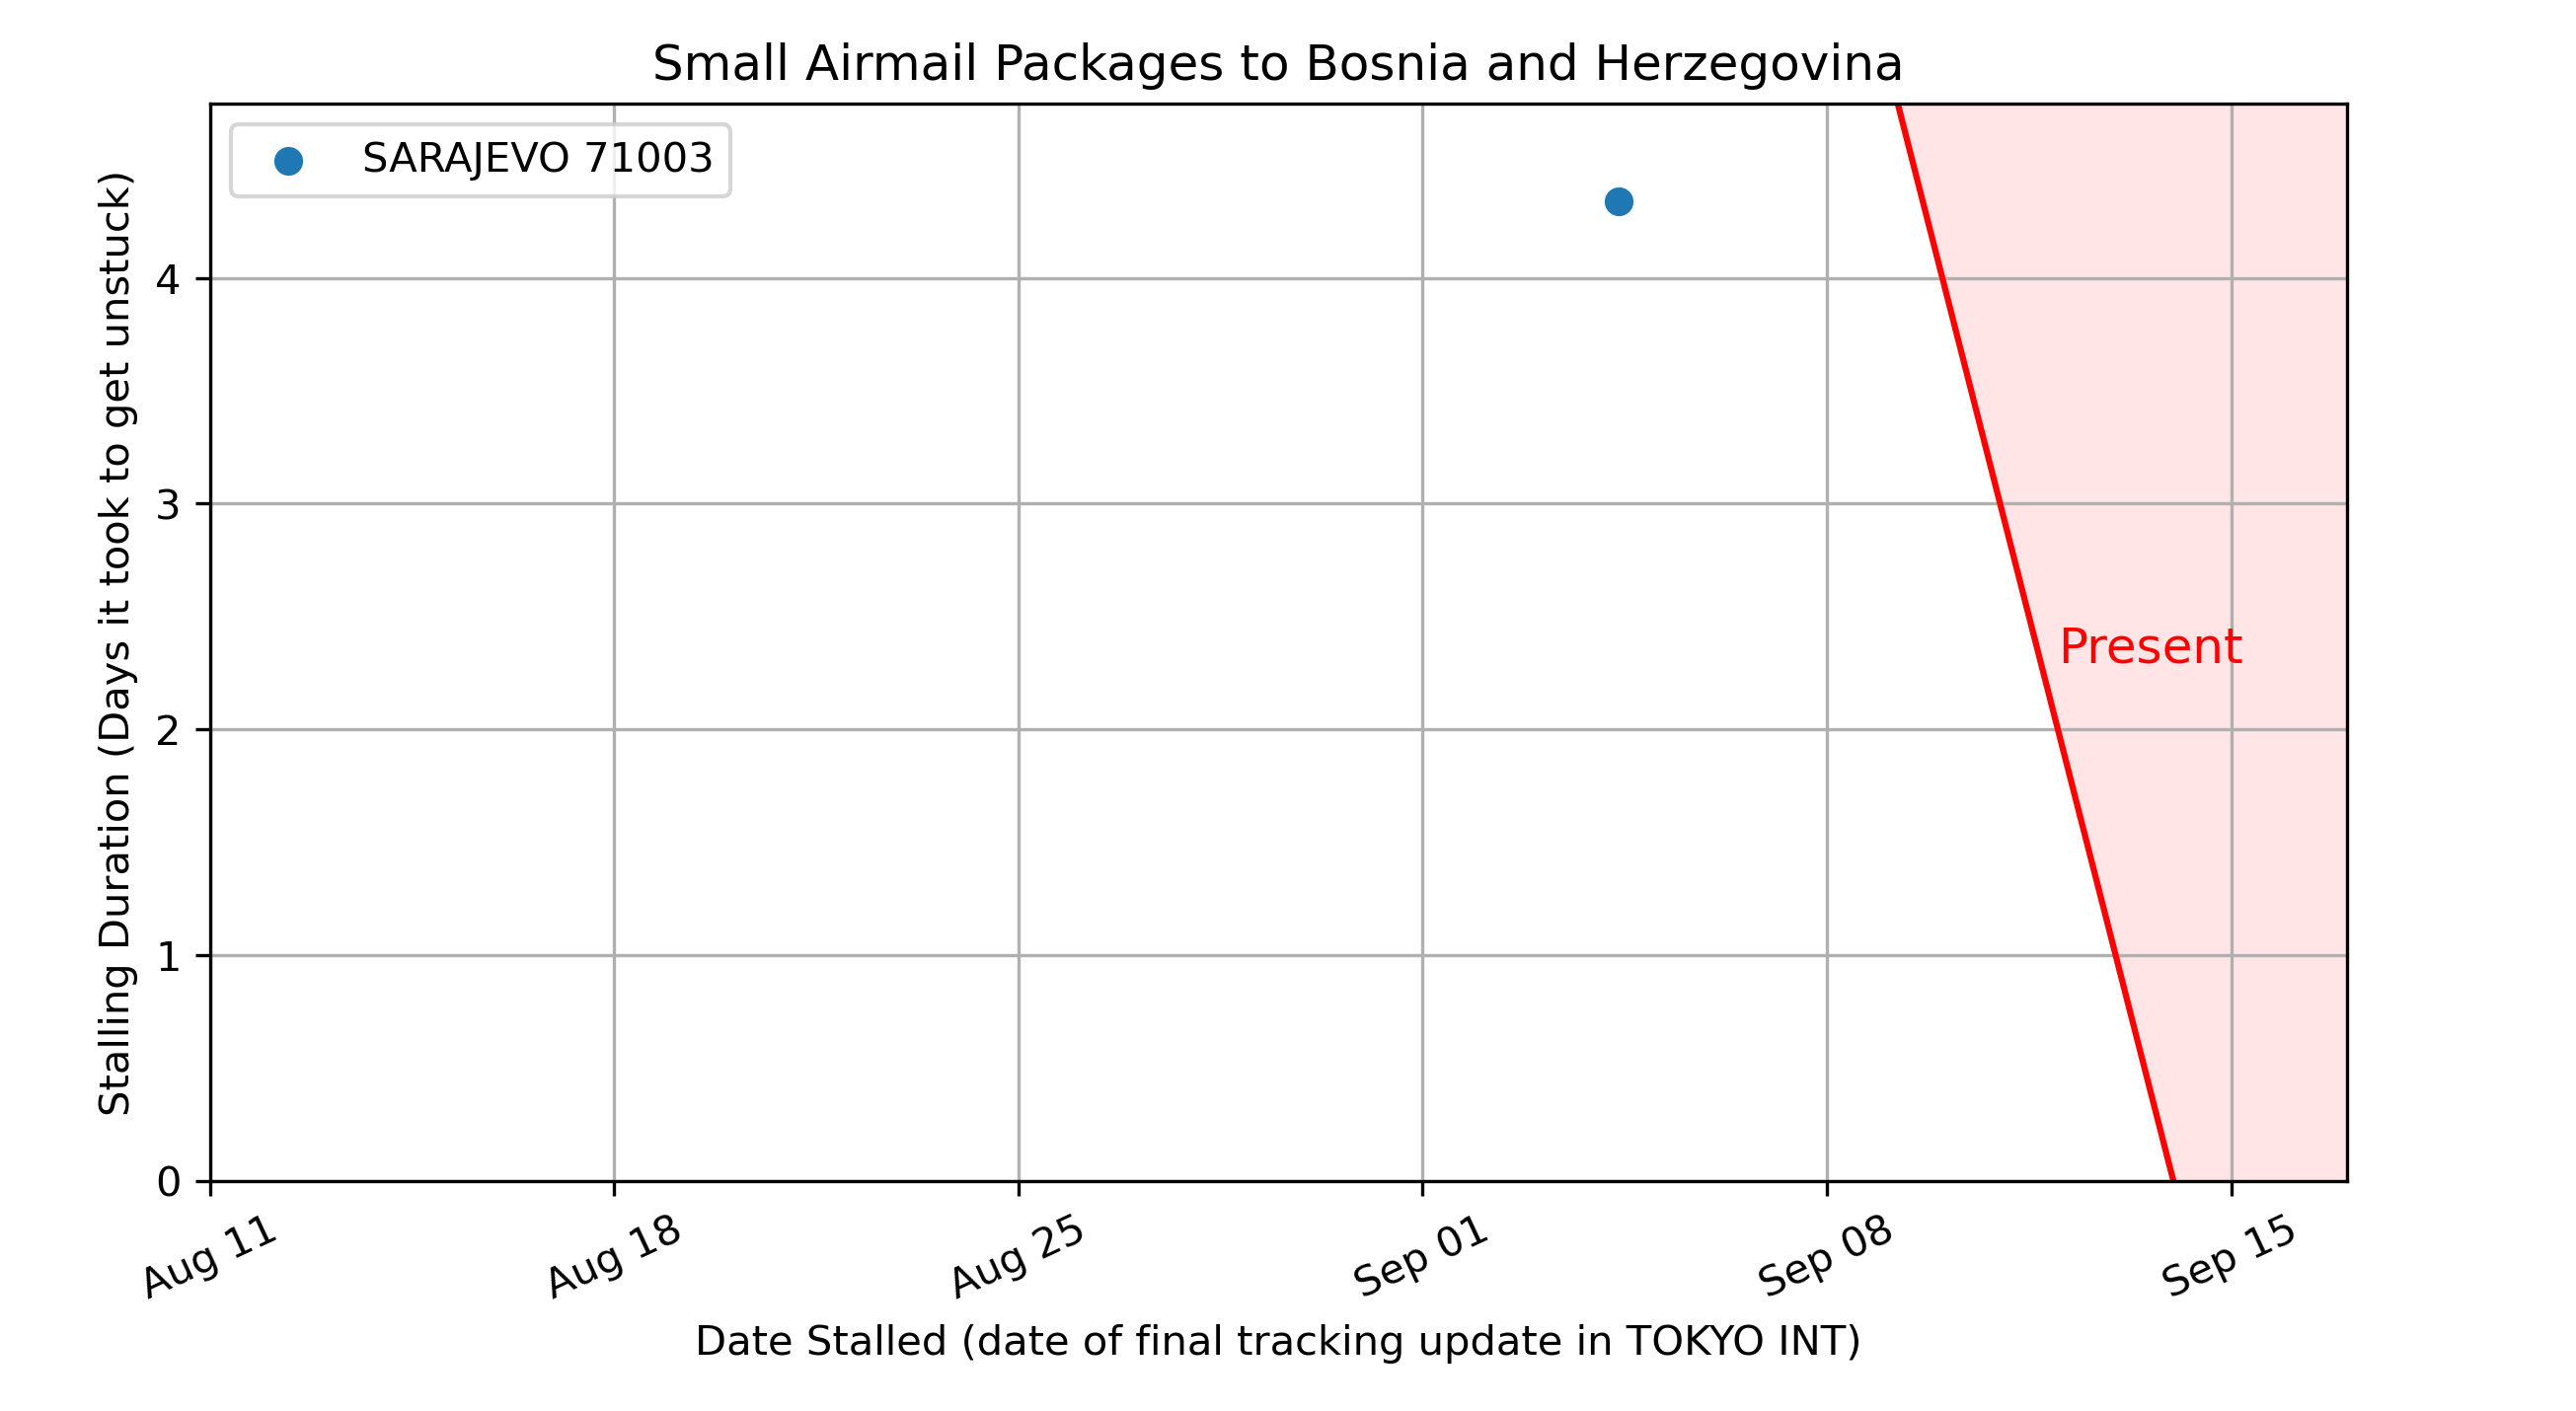 Small Airmail Packages to Bosnia and Herzegovina
SARAJEVO 71003
Stalling Duration (Days it took to get unstuck)
4
3
2
1
0
Present
Aug 11
Aug 18
Aug 25
Sep 01
Sep 08
Sep 15
Date Stalled (date of final tracking update in TOKYO INT)